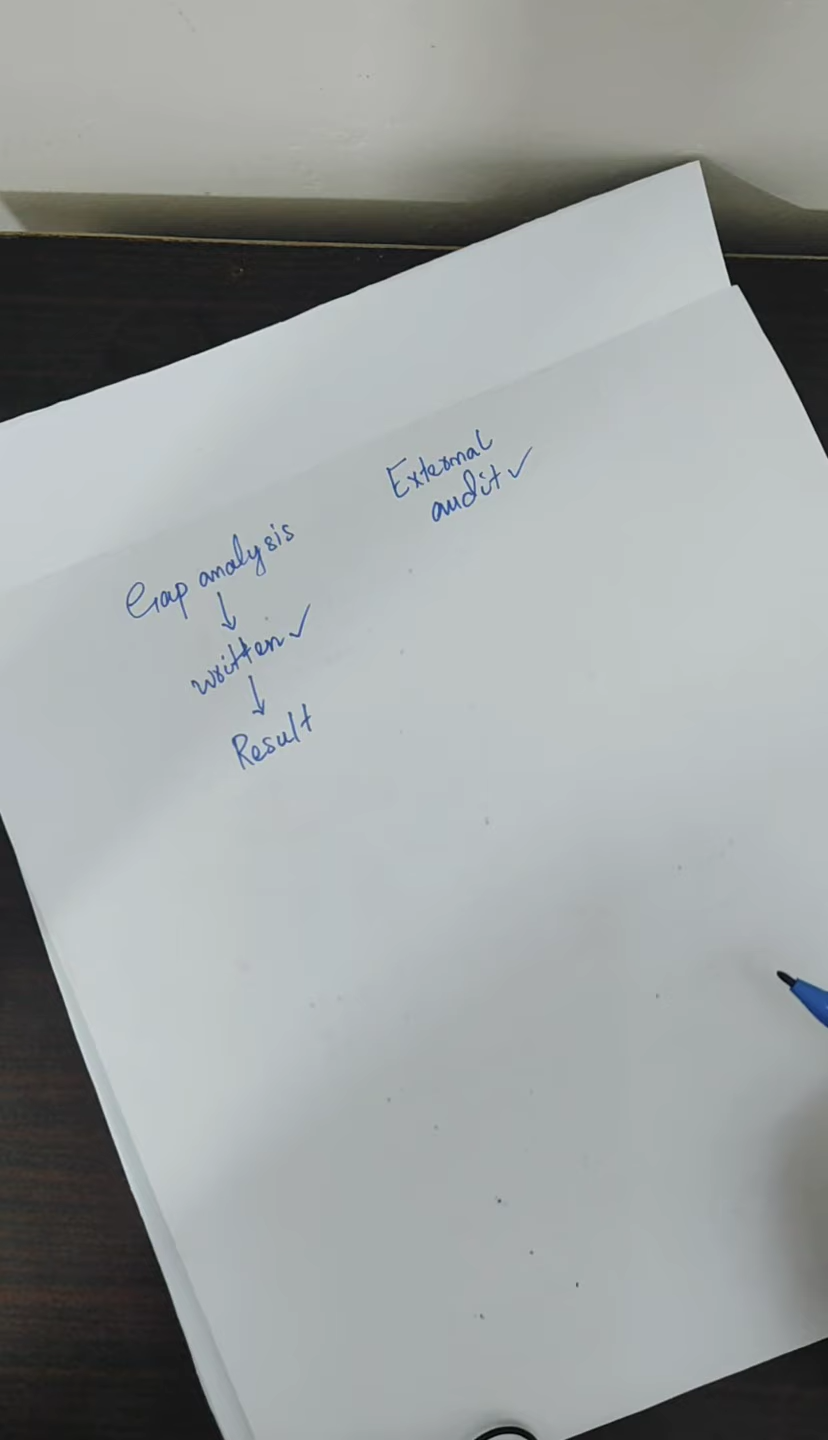 External
audit ✓
Gap analysis
↓
written ✓
↓
Result